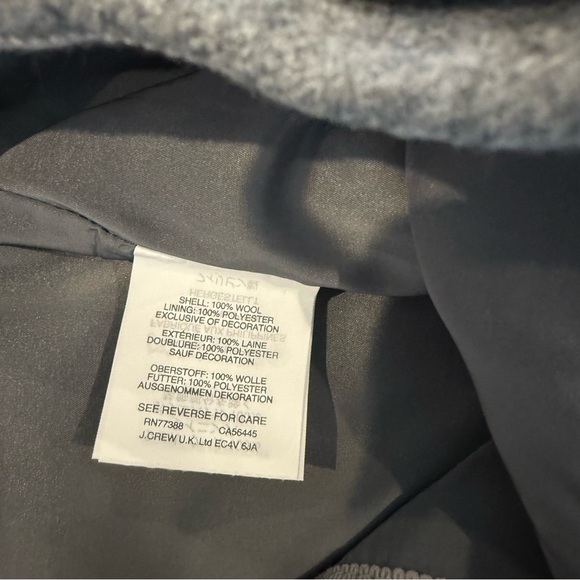 SHELL: 100% WOOL
LINING: 100% POLYESTER
EXCLUSIVE OF DECORATION
EXTÉRIEUR: 100% LAINE
DOUBLURE: 100% POLYESTER
SAUF DÉCORATION
OBERSTOFF: 100% WOLLE
FUTTER: 100% POLYESTER
AUSGENOMMEN DEKORATION
SEE REVERSE FOR CARE
RN77388 CA56445
J.CREW U.K. Ltd EC4V 6JA